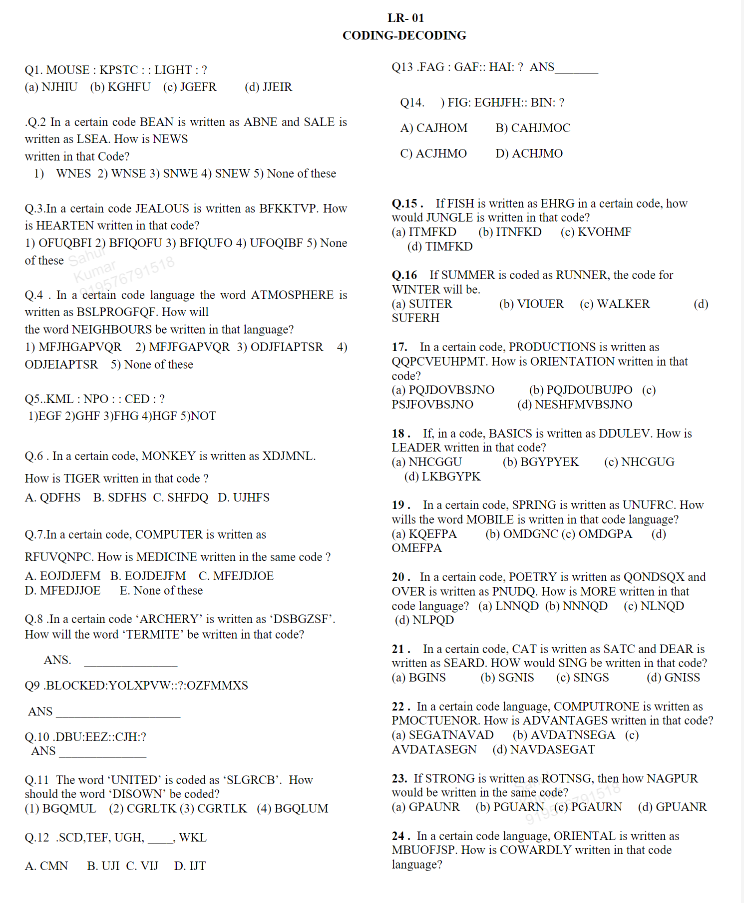 LR- 01
CODING-DECODING
Q1. MOUSE : KPSTC : : LIGHT : ?
(a) NJHIU (b) KGHFU (c) JGEFR (d) JJEIR
.Q.2 In a certain code BEAN is written as ABNE and SALE is
written as LSEA. How is NEWS
written in that Code?
1) WNES 2) WNSE 3) SNWE 4) SNEW 5) None of these
Q.3.In a certain code JEALOUS is written as BFKKTVP. How
is HEARTEN written in that code?
1) OFUQBFI 2) BFIQOFU 3) BFIQUFO 4) UFOQIBF 5) None
of these
Sahu
Kumar
919576791518
Q.4 . In a certain code language the word ATMOSPHERE is
written as BSLPROGFQF. How will
the word NEIGHBOURS be written in that language?
1) MFJHGAPVQR 2) MFJFGAPVQR 3) ODJFIAPTSR 4)
ODJEIAPTSR 5) None of these
Q5..KML : NPO : : CED : ?
1)EGF 2)GHF 3)FHG 4)HGF 5)NOT
Q.6 . In a certain code, MONKEY is written as XDJMNL.
How is TIGER written in that code ?
A. QDFHS B. SDFHS C. SHFDQ D. UJHFS
Q.7.In a certain code, COMPUTER is written as
RFUVQNPC. How is MEDICINE written in the same code ?
A. EOJDJEFM B. EOJDEJFM C. MFEJDJOE
D. MFEDJJOE E. None of these
Q.8 .In a certain code ‘ARCHERY’ is written as ‘DSBGZSF’.
How will the word ‘TERMITE’ be written in that code?
ANS. _______________
Q9 .BLOCKED:YOLXPVW::?:OZFMMXS
ANS ____________________
Q.10 .DBU:EEZ::CJH:?
ANS ______________
Q.11 The word ‘UNITED’ is coded as ‘SLGRCB’. How
should the word ‘DISOWN’ be coded?
(1) BGQMUL (2) CGRLTK (3) CGRTLK (4) BGQLUM
Q.12 .SCD,TEF, UGH, ____, WKL
A. CMN B. UJI C. VIJ D. IJT
Q13 .FAG : GAF:: HAI: ? ANS_______
Q14. ) FIG: EGHJFH:: BIN: ?
A) CAJHOM B) CAHJMOC
C) ACJHMO D) ACHJMO
Q.15 . If FISH is written as EHRG in a certain code, how
would JUNGLE is written in that code?
(a) ITMFKD (b) ITNFKD (c) KVOHMF
(d) TIMFKD
Q.16 If SUMMER is coded as RUNNER, the code for
WINTER will be.
(a) SUITER (b) VIOUER (c) WALKER (d)
SUFERH
17. In a certain code, PRODUCTIONS is written as
QQPCVEUHPMT. How is ORIENTATION written in that
code?
(a) PQJDOVBSJNO (b) PQJDOUBUJPO (c)
PSJFOVBSJNO (d) NESHFMVBSJNO
18 . If, in a code, BASICS is written as DDULEV. How is
LEADER written in that code?
(a) NHCGGU (b) BGYPYEK (c) NHCGUG
(d) LKBGYPK
19 . In a certain code, SPRING is written as UNUFRC. How
wills the word MOBILE is written in that code language?
(a) KQEFPA (b) OMDGNC (c) OMDGPA (d)
OMEFPA
20 . In a certain code, POETRY is written as QONDSQX and
OVER is written as PNUDQ. How is MORE written in that
code language? (a) LNNQD (b) NNNQD (c) NLNQD
(d) NLPQD
21 . In a certain code, CAT is written as SATC and DEAR is
written as SEARD. HOW would SING be written in that code?
(a) BGINS (b) SGNIS (c) SINGS (d) GNISS
22 . In a certain code language, COMPUTRONE is written as
PMOCTUENOR. How is ADVANTAGES written in that code?
(a) SEGATNAVAD (b) AVDATNSEGA (c)
AVDATASEGN (d) NAVDASEGAT
23. If STRONG is written as ROTNSG, then how NAGPUR
would be written in the same code?
(a) GPAUNR (b) PGUARN (c) PGAURN (d) GPUANR
919576791518
24 . In a certain code language, ORIENTAL is written as
MBUOFJSP. How is COWARDLY written in that code
language?